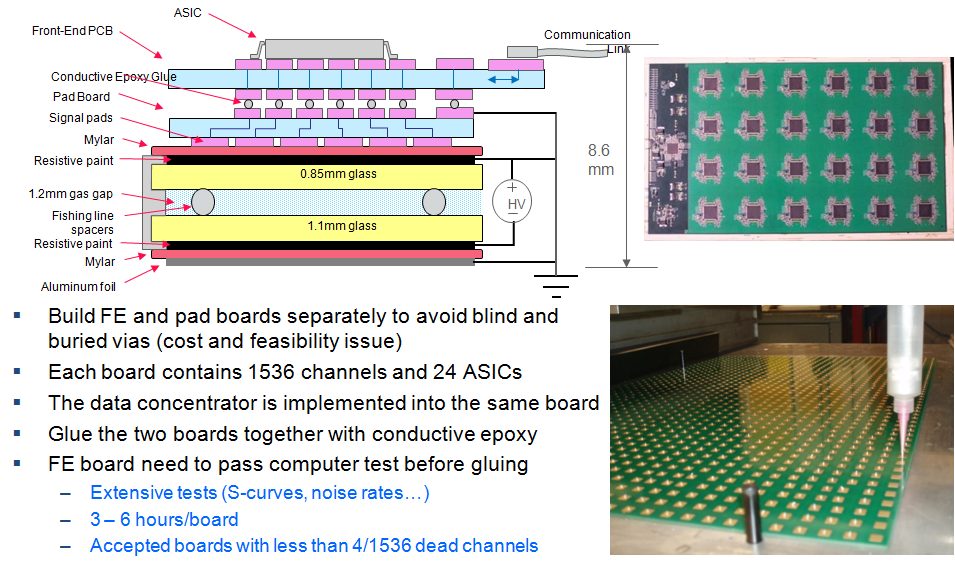 ASIC
Front-End PCB
Communication
Link
Conductive Epoxy Glue
Pad Board
Signal pads
Mylar
Resistive paint
0.85mm glass
8.6
mm
1.2mm gas gap
+
HV
−
Fishing line
spacers
1.1mm glass
Resistive paint
Mylar
Aluminum foil
▪ Build FE and pad boards separately to avoid blind and
buried vias (cost and feasibility issue)
▪ Each board contains 1536 channels and 24 ASICs
▪ The data concentrator is implemented into the same board
▪ Glue the two boards together with conductive epoxy
▪ FE board need to pass computer test before gluing
– Extensive tests (S-curves, noise rates…)
– 3 – 6 hours/board
– Accepted boards with less than 4/1536 dead channels